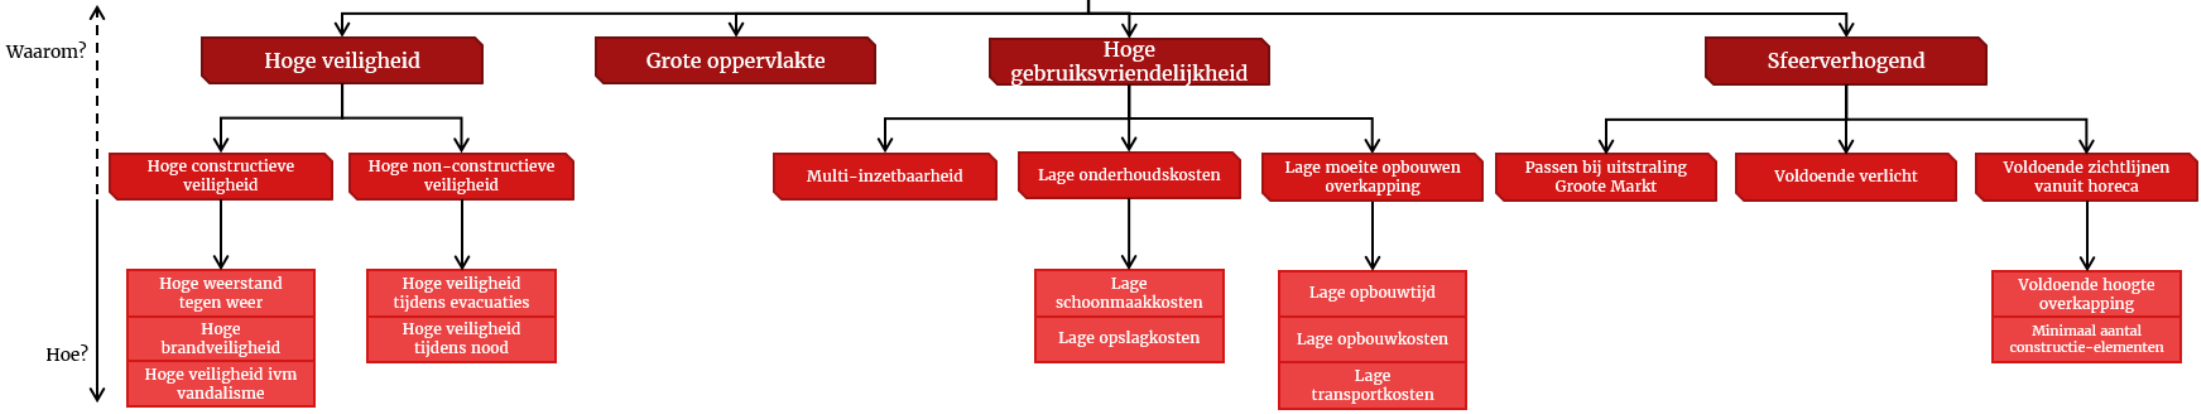 Waarom?
Hoge veiligheid
Grote oppervlakte
Hoge
gebruiksvriendelijkheid
Sfeerverhogend
Hoge constructieve
veiligheid
Hoge non-constructieve
veiligheid
Multi-inzetbaarheid
Lage onderhoudskosten
Lage moeite opbouwen
overkapping
Passen bij uitstraling
Groote Markt
Voldoende verlicht
Voldoende zichtlijnen
vanuit horeca
Hoe?
Hoge weerstand
tegen weer
Hoge
brandveiligheid
Hoge veiligheid ivm
vandalisme
Hoge veiligheid
tijdens evacuaties
Hoge veiligheid
tijdens nood
Lage
schoonmaakkosten
Lage opslagkosten
Lage opbouwtijd
Lage opbouwkosten
Lage
transportkosten
Voldoende hoogte
overkapping
Minimaal aantal
constructie-elementen